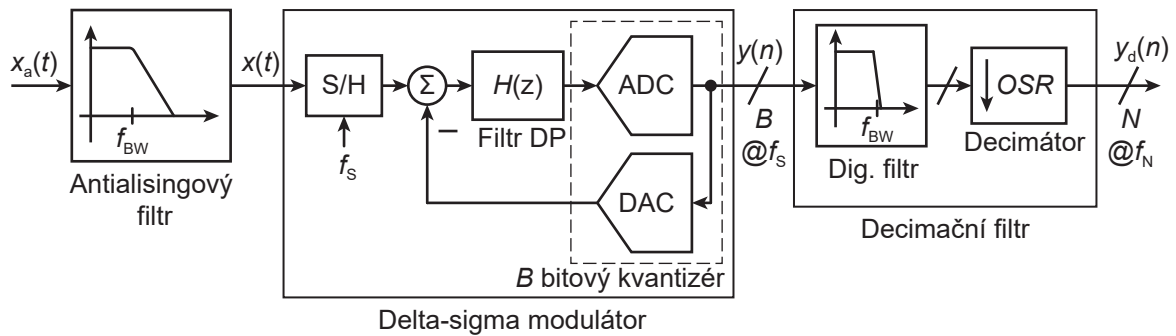 xa(t)
fBW
Antialisingový
filtr
x(t)
S/H
fS
Σ
−
H(z)
Filtr DP
ADC
DAC
B bitový kvantizér
Delta-sigma modulátor
y(n)
B
@fS
fBW
Dig. filtr
↓ OSR
Decimátor
Decimační filtr
yd(n)
N
@fN